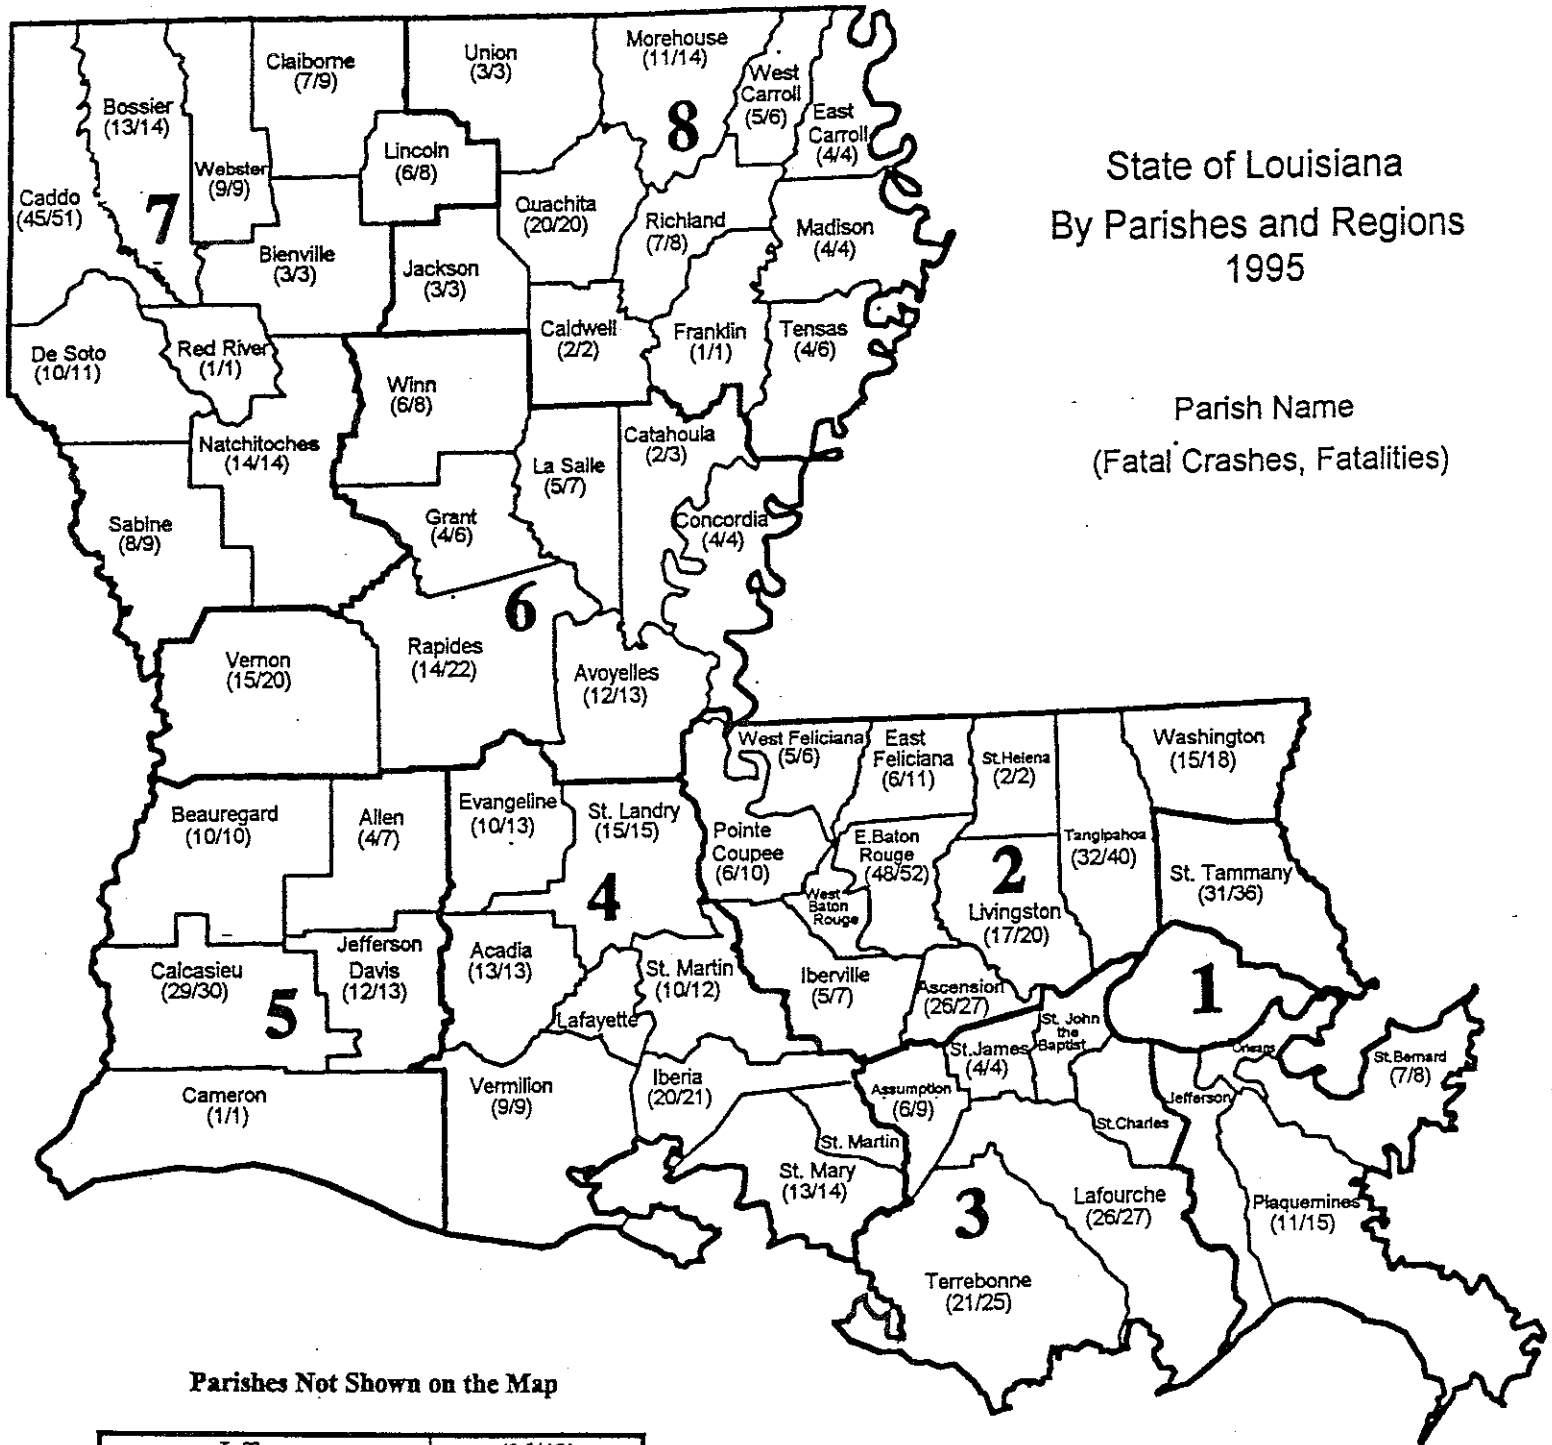 State of Louisiana
By Parishes and Regions
1995
Parish Name
(Fatal Crashes, Fatalities)
Caddo
(45/51)
Bossier
(13/14)
Webster
(9/9)
Claiborne
(7/9)
Union
(3/3)
Morehouse
(11/14)
West
Carroll
(5/6)
East
Carroll
(4/4)
Lincoln
(6/8)
8
7
Bienville
(3/3)
Jackson
(3/3)
Ouachita
(20/20)
Richland
(7/8)
Madison
(4/4)
De Soto
(10/11)
Red River
(1/1)
Caldwell
(2/2)
Franklin
(1/1)
Tensas
(4/6)
Winn
(6/8)
Natchitoches
(14/14)
La Salle
(5/7)
Catahoula
(2/3)
Sabine
(8/9)
Grant
(4/6)
Concordia
(4/4)
6
Vernon
(15/20)
Rapides
(14/22)
Avoyelles
(12/13)
West Feliciana
(5/6)
East
Feliciana
(6/11)
St.Helena
(2/2)
Tangipahoa
(32/40)
Washington
(15/18)
Beauregard
(10/10)
Allen
(4/7)
Evangeline
(10/13)
St. Landry
(15/15)
Pointe
Coupee
(6/10)
E.Baton
Rouge
(48/52)
West
Baton
Rouge
2
Livingston
(17/20)
St. Tammany
(31/36)
4
Calcasieu
(29/30)
5
Jefferson
Davis
(12/13)
Acadia
(13/13)
Lafayette
St. Martin
(10/12)
Iberville
(5/7)
Ascension
(26/27)
St. John
the
Baptist
1
Orleans
St.Bernard
(7/8)
St.James
(4/4)
Cameron
(1/1)
Vermilion
(9/9)
Iberia
(20/21)
Assumption
(6/9)
St.Charles
Jefferson
St. Martin
St. Mary
(13/14)
3
Lafourche
(26/27)
Plaquemines
(11/15)
Terrebonne
(21/25)
Parishes Not Shown on the Map